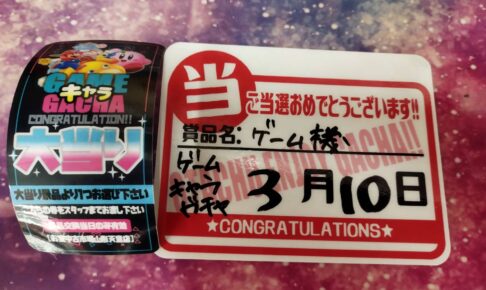 GAME
キャラ
GACHA
CONGRATULATION!!
大当り
大当り景品より1つお選び下さい
当
ご当選おめでとうございます!!
賞品名:ゲーム機
ゲーム
キャラ
ガチャ
3月10日
★CONGRATULATIONS★